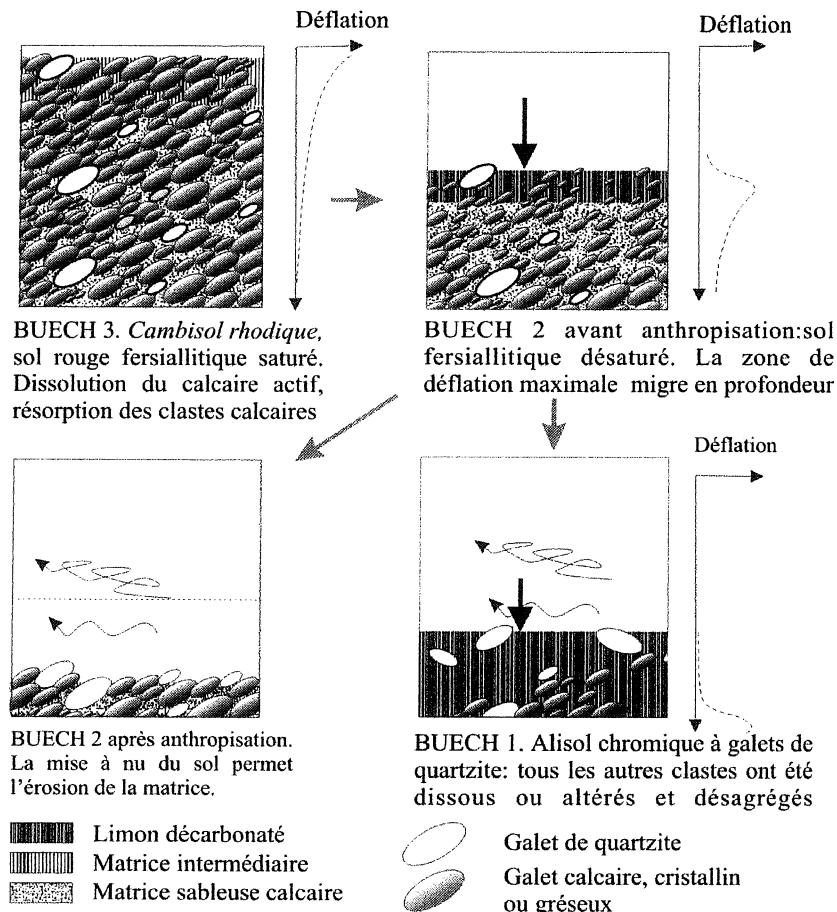 Déflation
Déflation
BUECH 3. Cambisol rhodique,
sol rouge fersiallitique saturé.
Dissolution du calcaire actif,
résorption des clastes calcaires
BUECH 2 avant anthropisation:sol
fersiallitique désaturé. La zone de
déflation maximale migre en profondeur
Déflation
BUECH 2 après anthropisation.
La mise à nu du sol permet
l'érosion de la matrice.
BUECH 1. Alisol chromique à galets de
quartzite: tous les autres clastes ont été
dissous ou altérés et désagrégés
Limon décarbonaté
Matrice intermédiaire
Matrice sableuse calcaire
Galet de quartzite
Galet calcaire, cristallin
ou gréseux